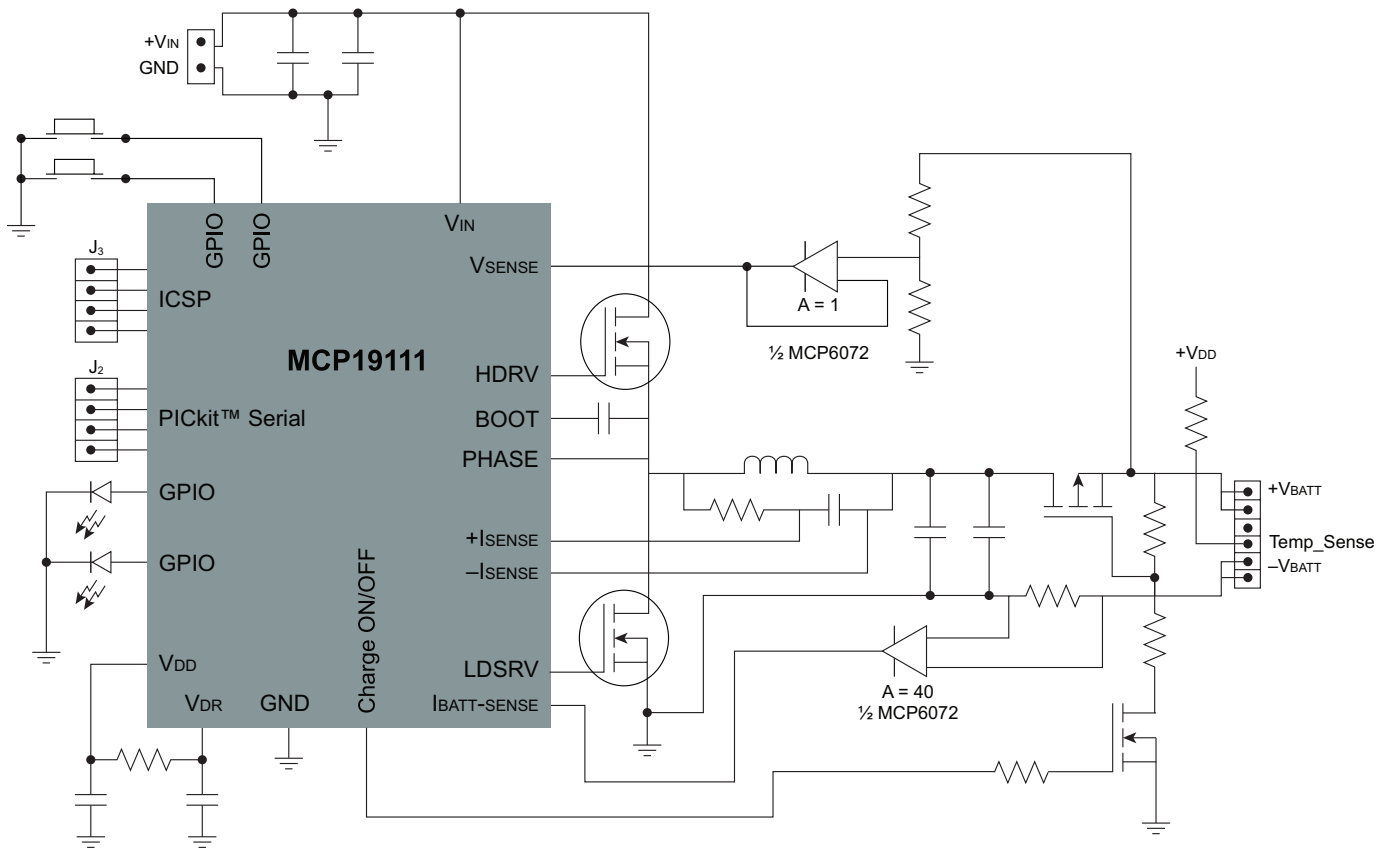 +VIN
GND
GPIO
GPIO
VIN
J3
ICSP
VSENSE
A = 1
½ MCP6072
MCP19111
HDRV
+VDD
J2
PICkit™ Serial
BOOT
PHASE
GPIO
+ISENSE
–ISENSE
GPIO
+VBATT
Temp_Sense
–VBATT
Charge ON/OFF
VDD
LDSRV
VDR
GND
IBATT-SENSE
A = 40
½ MCP6072